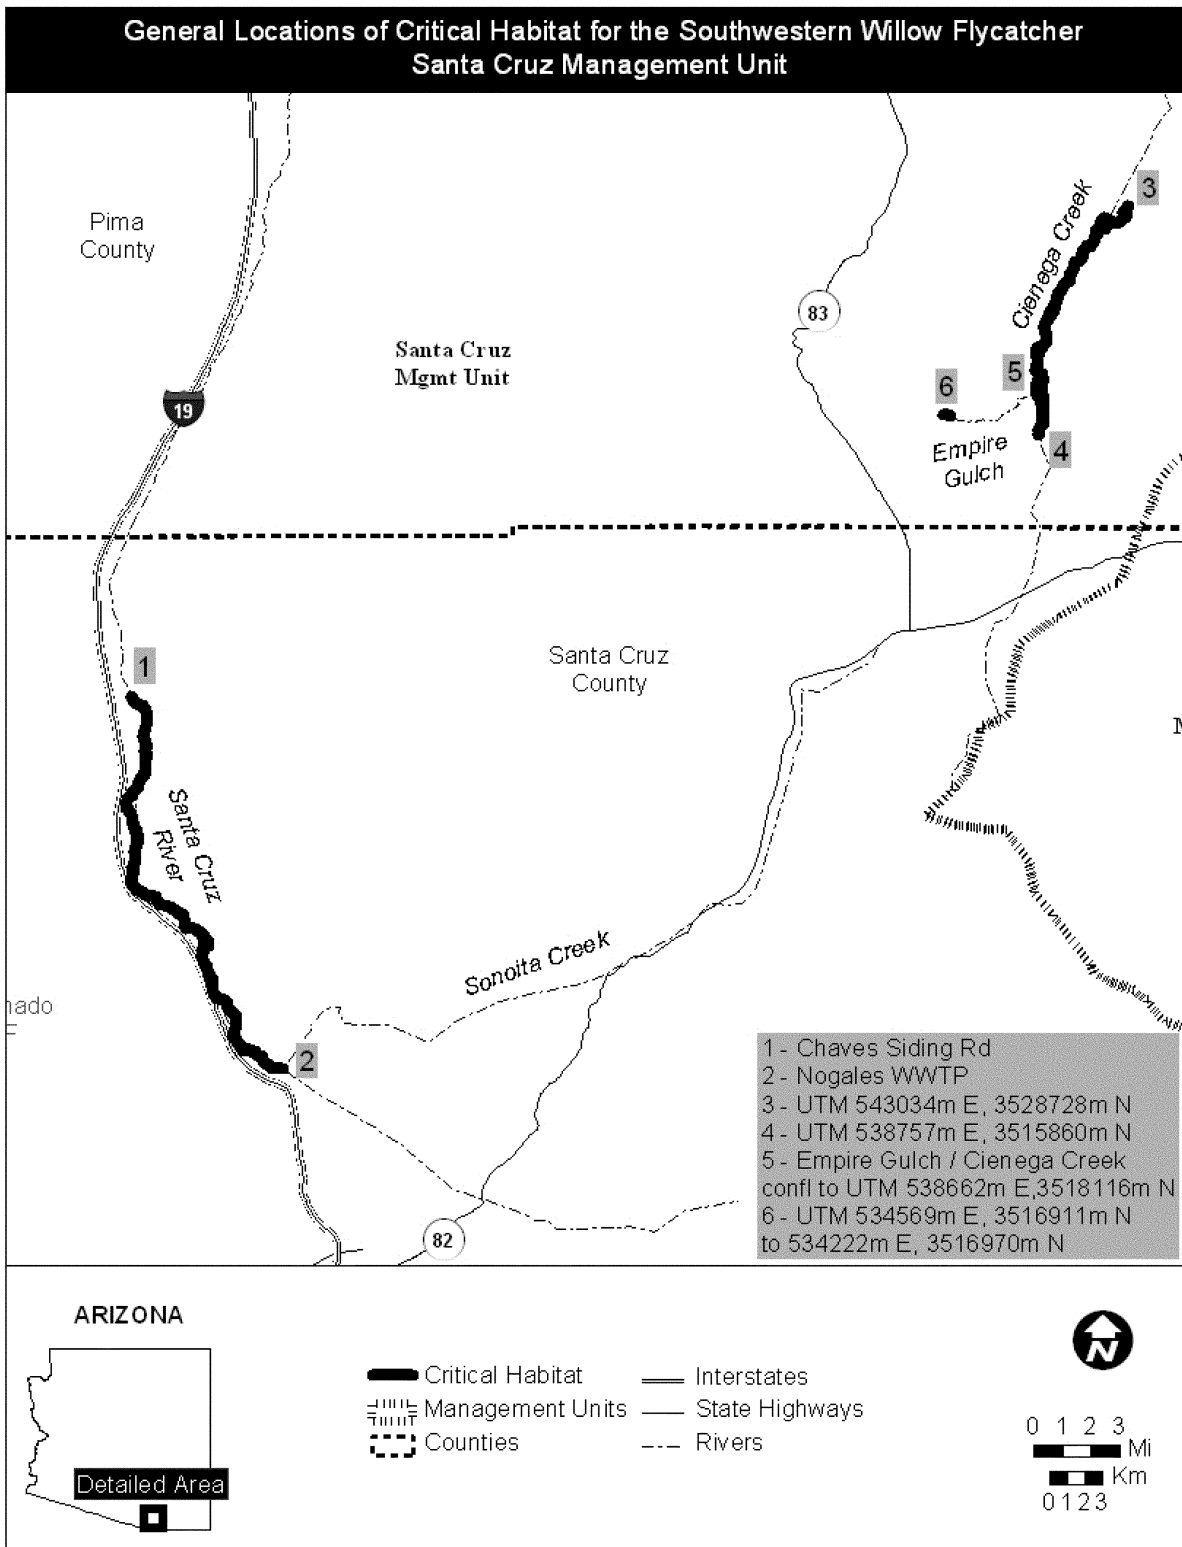 General Locations of Critical Habitat for the Southwestern Willow Flycatcher
Santa Cruz Management Unit
Pima
County
Santa Cruz
Mgmt Unit
19
83
Cienega Creek
3
5
6
4
Empire
Gulch
1
Santa Cruz
County
M
Santa Cruz
River
Sonoita Creek
nado
2
82
1 - Chaves Siding Rd
2 - Nogales WWTP
3 - UTM 543034m E, 3528728m N
4 - UTM 538757m E, 3515860m N
5 - Empire Gulch / Cienega Creek
confl to UTM 538662m E,3518116m N
6 - UTM 534569m E, 3516911m N
to 534222m E, 3516970m N
ARIZONA
Detailed Area
Critical Habitat
Management Units
Counties
Interstates
State Highways
Rivers
N
0 1 2 3
Mi
Km
0 1 2 3